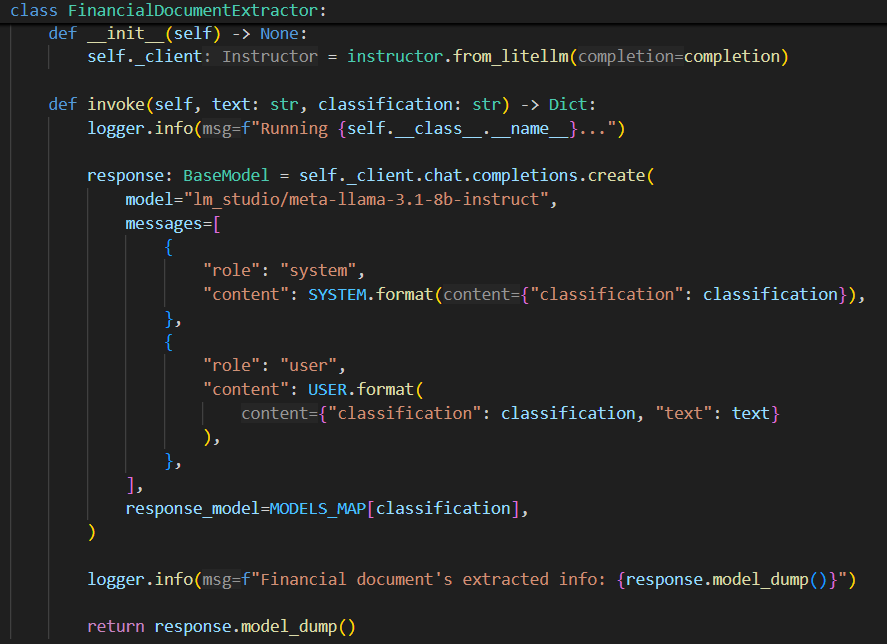 class FinancialDocumentExtractor:
    def __init__(self) -> None:
        self._client: Instructor = instructor.from_litellm(completion=completion)

    def invoke(self, text: str, classification: str) -> Dict:
        logger.info(msg=f"Running {self.__class__.__name__}...")

        response: BaseModel = self._client.chat.completions.create(
            model="lm_studio/meta-llama-3.1-8b-instruct",
            messages=[
                {
                    "role": "system",
                    "content": SYSTEM.format(content={"classification": classification}),
                },
                {
                    "role": "user",
                    "content": USER.format(
                        content={"classification": classification, "text": text}
                    ),
                },
            ],
            response_model=MODELS_MAP[classification],
        )

        logger.info(msg=f"Financial document's extracted info: {response.model_dump()}")

        return response.model_dump()